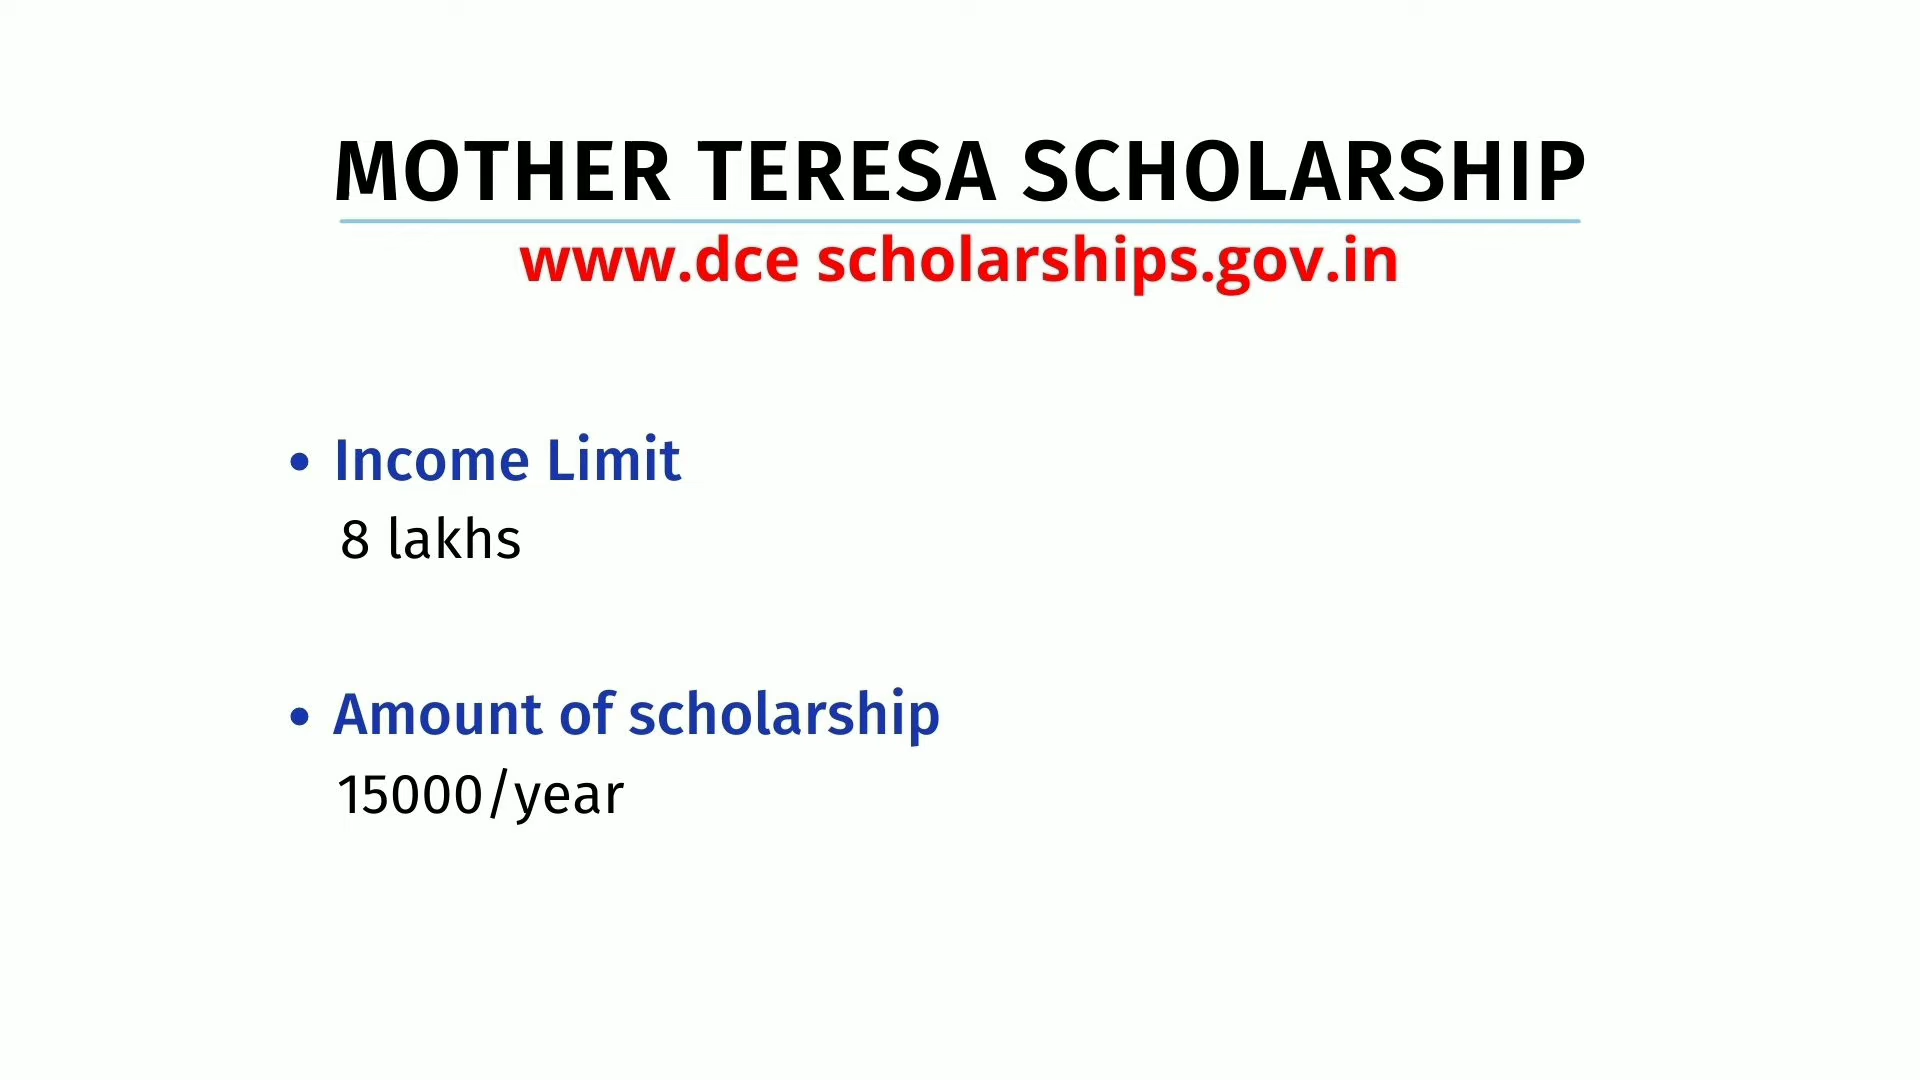 MOTHER TERESA SCHOLARSHIP
www.dce scholarships.gov.in
• Income Limit
8 lakhs
• Amount of scholarship
15000/year